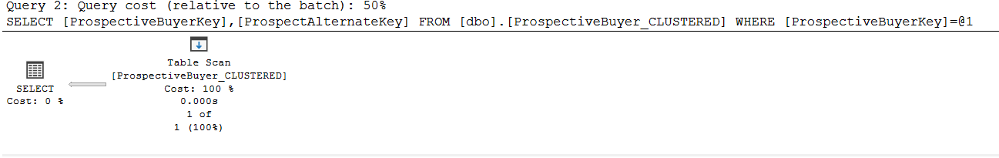 Query 2: Query cost (relative to the batch): 50%
SELECT [ProspectiveBuyerKey],[ProspectAlternateKey] FROM [dbo].[ProspectiveBuyer_CLUSTERED] WHERE [ProspectiveBuyerKey]=@1
Table Scan
[ProspectiveBuyer_CLUSTERED]
Cost: 100 %
0.000s
1 of
1 (100%)
SELECT
Cost: 0 %